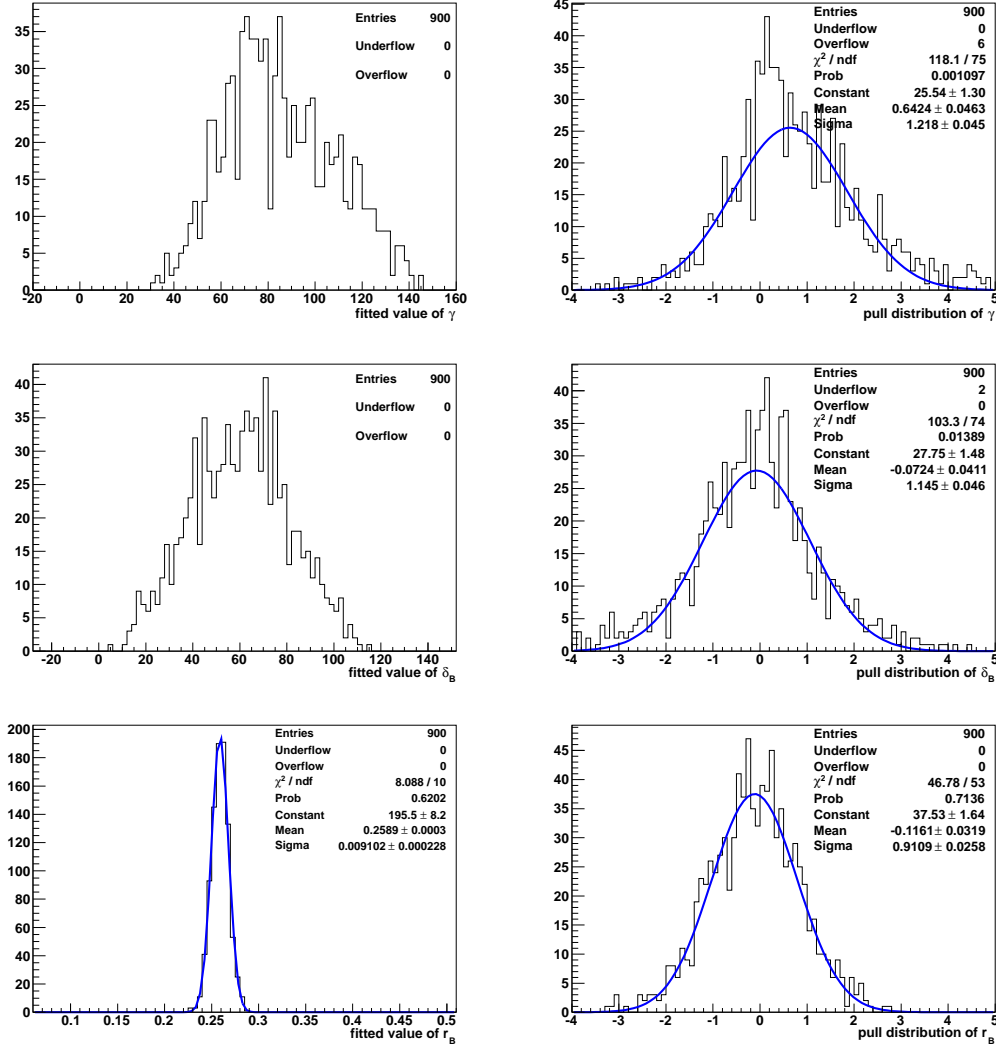 Entries 900
Underflow 0
Overflow 0
35
30
25
20
15
10
5
0
-20 0 20 40 60 80 100 120 140 160
fitted value of γ
Entries 900
Underflow 0
Overflow 6
χ² / ndf 118.1 / 75
Prob 0.001097
Constant 25.54 ± 1.30
Mean 0.6424 ± 0.0463
Sigma 1.218 ± 0.045
45
40
35
30
25
20
15
10
5
0
-4 -3 -2 -1 0 1 2 3 4 5
pull distribution of γ
Entries 900
Underflow 0
Overflow 0
40
35
30
25
20
15
10
5
0
-20 0 20 40 60 80 100 120 140
fitted value of δ_B
Entries 900
Underflow 2
Overflow 0
χ² / ndf 103.3 / 74
Prob 0.01389
Constant 27.75 ± 1.48
Mean -0.0724 ± 0.0411
Sigma 1.145 ± 0.046
40
35
30
25
20
15
10
5
0
-4 -3 -2 -1 0 1 2 3 4 5
pull distribution of δ_B
Entries 900
Underflow 0
Overflow 0
χ² / ndf 8.088 / 10
Prob 0.6202
Constant 195.5 ± 8.2
Mean 0.2589 ± 0.0003
Sigma 0.009102 ± 0.000228
200
180
160
140
120
100
80
60
40
20
0
0.1 0.15 0.2 0.25 0.3 0.35 0.4 0.45 0.5
fitted value of r_B
Entries 900
Underflow 0
Overflow 0
χ² / ndf 46.78 / 53
Prob 0.7136
Constant 37.53 ± 1.64
Mean -0.1161 ± 0.0319
Sigma 0.9109 ± 0.0258
45
40
35
30
25
20
15
10
5
0
-4 -3 -2 -1 0 1 2 3 4 5
pull distribution of r_B